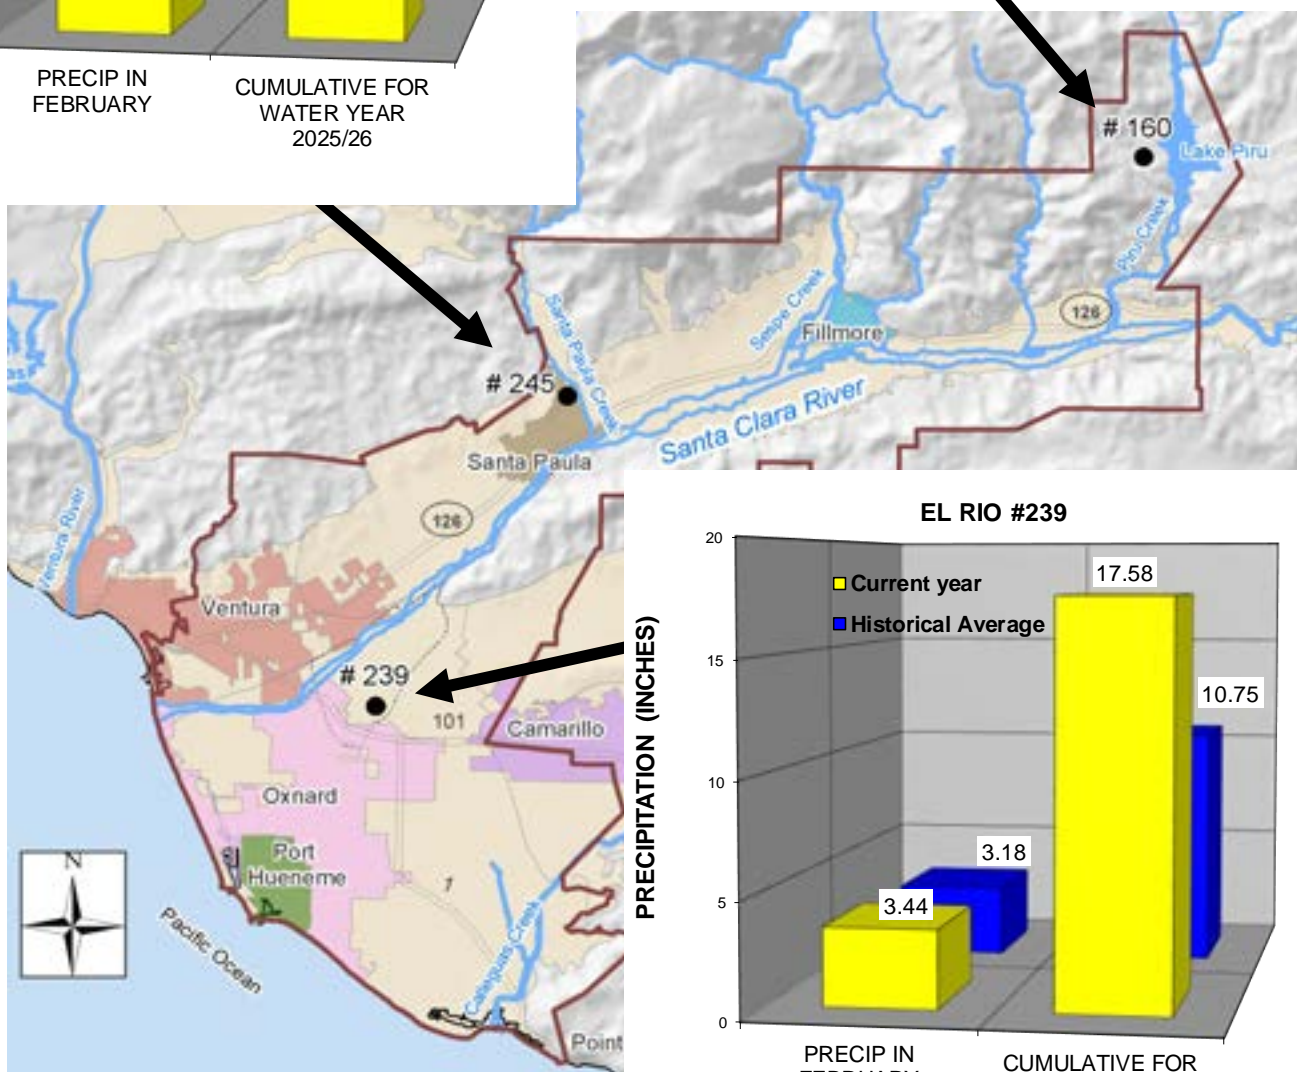 PRECIP IN
FEBRUARY
CUMULATIVE FOR
WATER YEAR
2025/26
# 160
Lake Piru
Piru Creek
126
Sespe Creek
Fillmore
Santa Paula Creek
# 245
Santa Clara River
Santa Paula
126
Ventura River
Ventura
# 239
101
Camarillo
Oxnard
Port
Hueneme
1
N
Pacific Ocean
Calleguas Creek
Point
EL RIO #239
PRECIPITATION (INCHES)
20
15
10
5
0
Current year
Historical Average
17.58
10.75
3.18
3.44
PRECIP IN
FEBRUARY
CUMULATIVE FOR